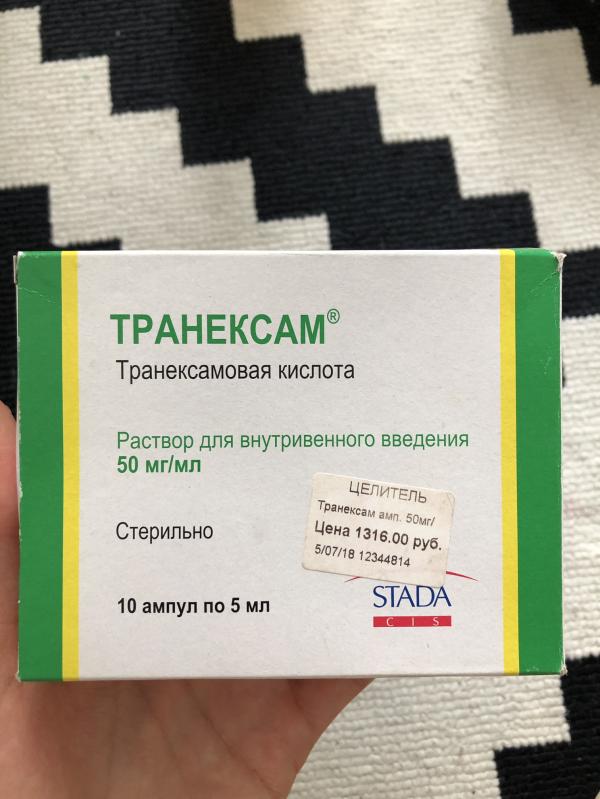 ТРАНЕКСАМ®
Транексамовая кислота
Раствор для внутривенного введения
50 мг/мл
Стерильно
10 ампул по 5 мл
ЦЕЛИТЕЛЬ
Транексам амп. 50мг/
Цена 1316.00 руб.
5/07/18 12344814
STADA
CIS